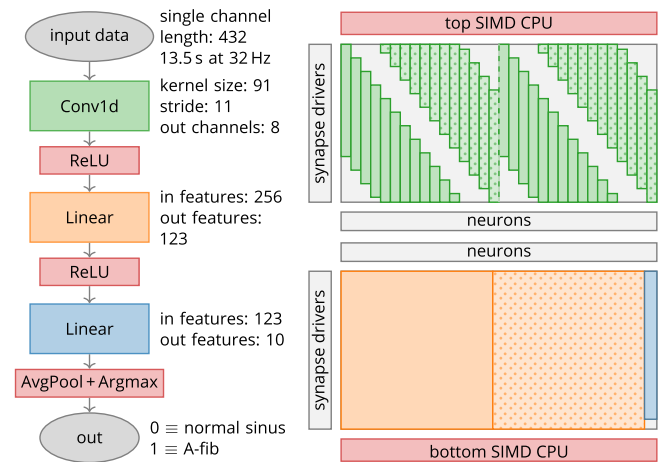 input data
single channel
length: 432
13.5 s at 32 Hz
Conv1d
kernel size: 91
stride: 11
out channels: 8
ReLU
Linear
in features: 256
out features:
123
ReLU
Linear
in features: 123
out features: 10
AvgPool + Argmax
out
0 ≡ normal sinus
1 ≡ A-fib
top SIMD CPU
synapse drivers
neurons
neurons
synapse drivers
bottom SIMD CPU